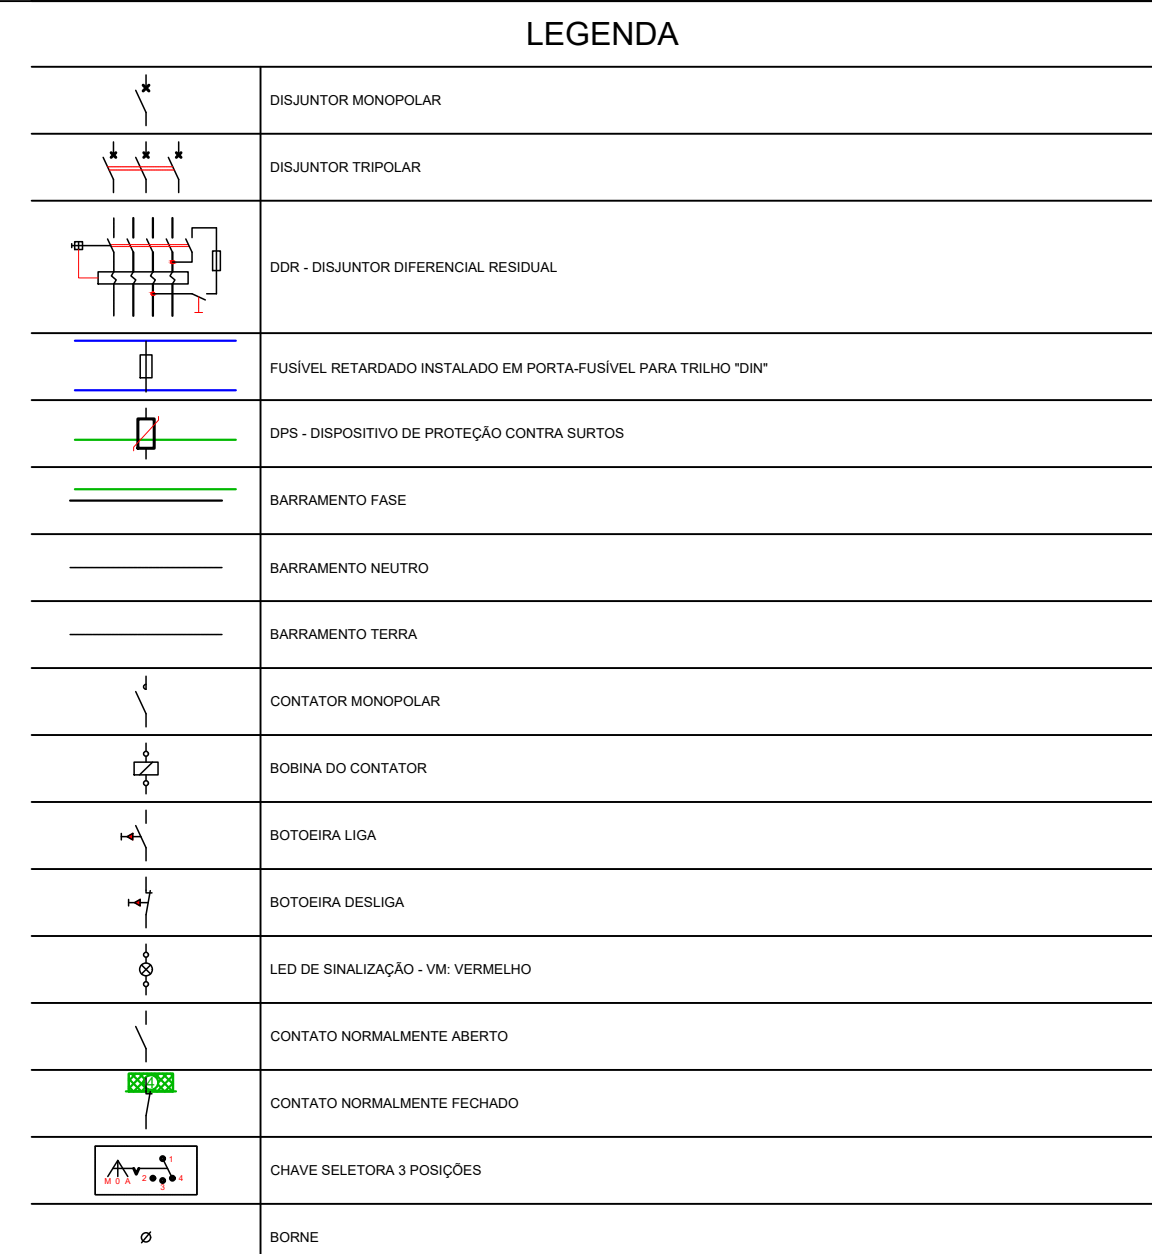 LEGENDA
DISJUNTOR MONOPOLAR
DISJUNTOR TRIPOLAR
DDR - DISJUNTOR DIFERENCIAL RESIDUAL
FUSÍVEL RETARDADO INSTALADO EM PORTA-FUSÍVEL PARA TRILHO "DIN"
DPS - DISPOSITIVO DE PROTEÇÃO CONTRA SURTOS
BARRAMENTO FASE
BARRAMENTO NEUTRO
BARRAMENTO TERRA
CONTATOR MONOPOLAR
BOBINA DO CONTATOR
BOTOEIRA LIGA
BOTOEIRA DESLIGA
LED DE SINALIZAÇÃO - VM: VERMELHO
CONTATO NORMALMENTE ABERTO
4
CONTATO NORMALMENTE FECHADO
1
M 0 A 2 3 4
CHAVE SELETORA 3 POSIÇÕES
BORNE